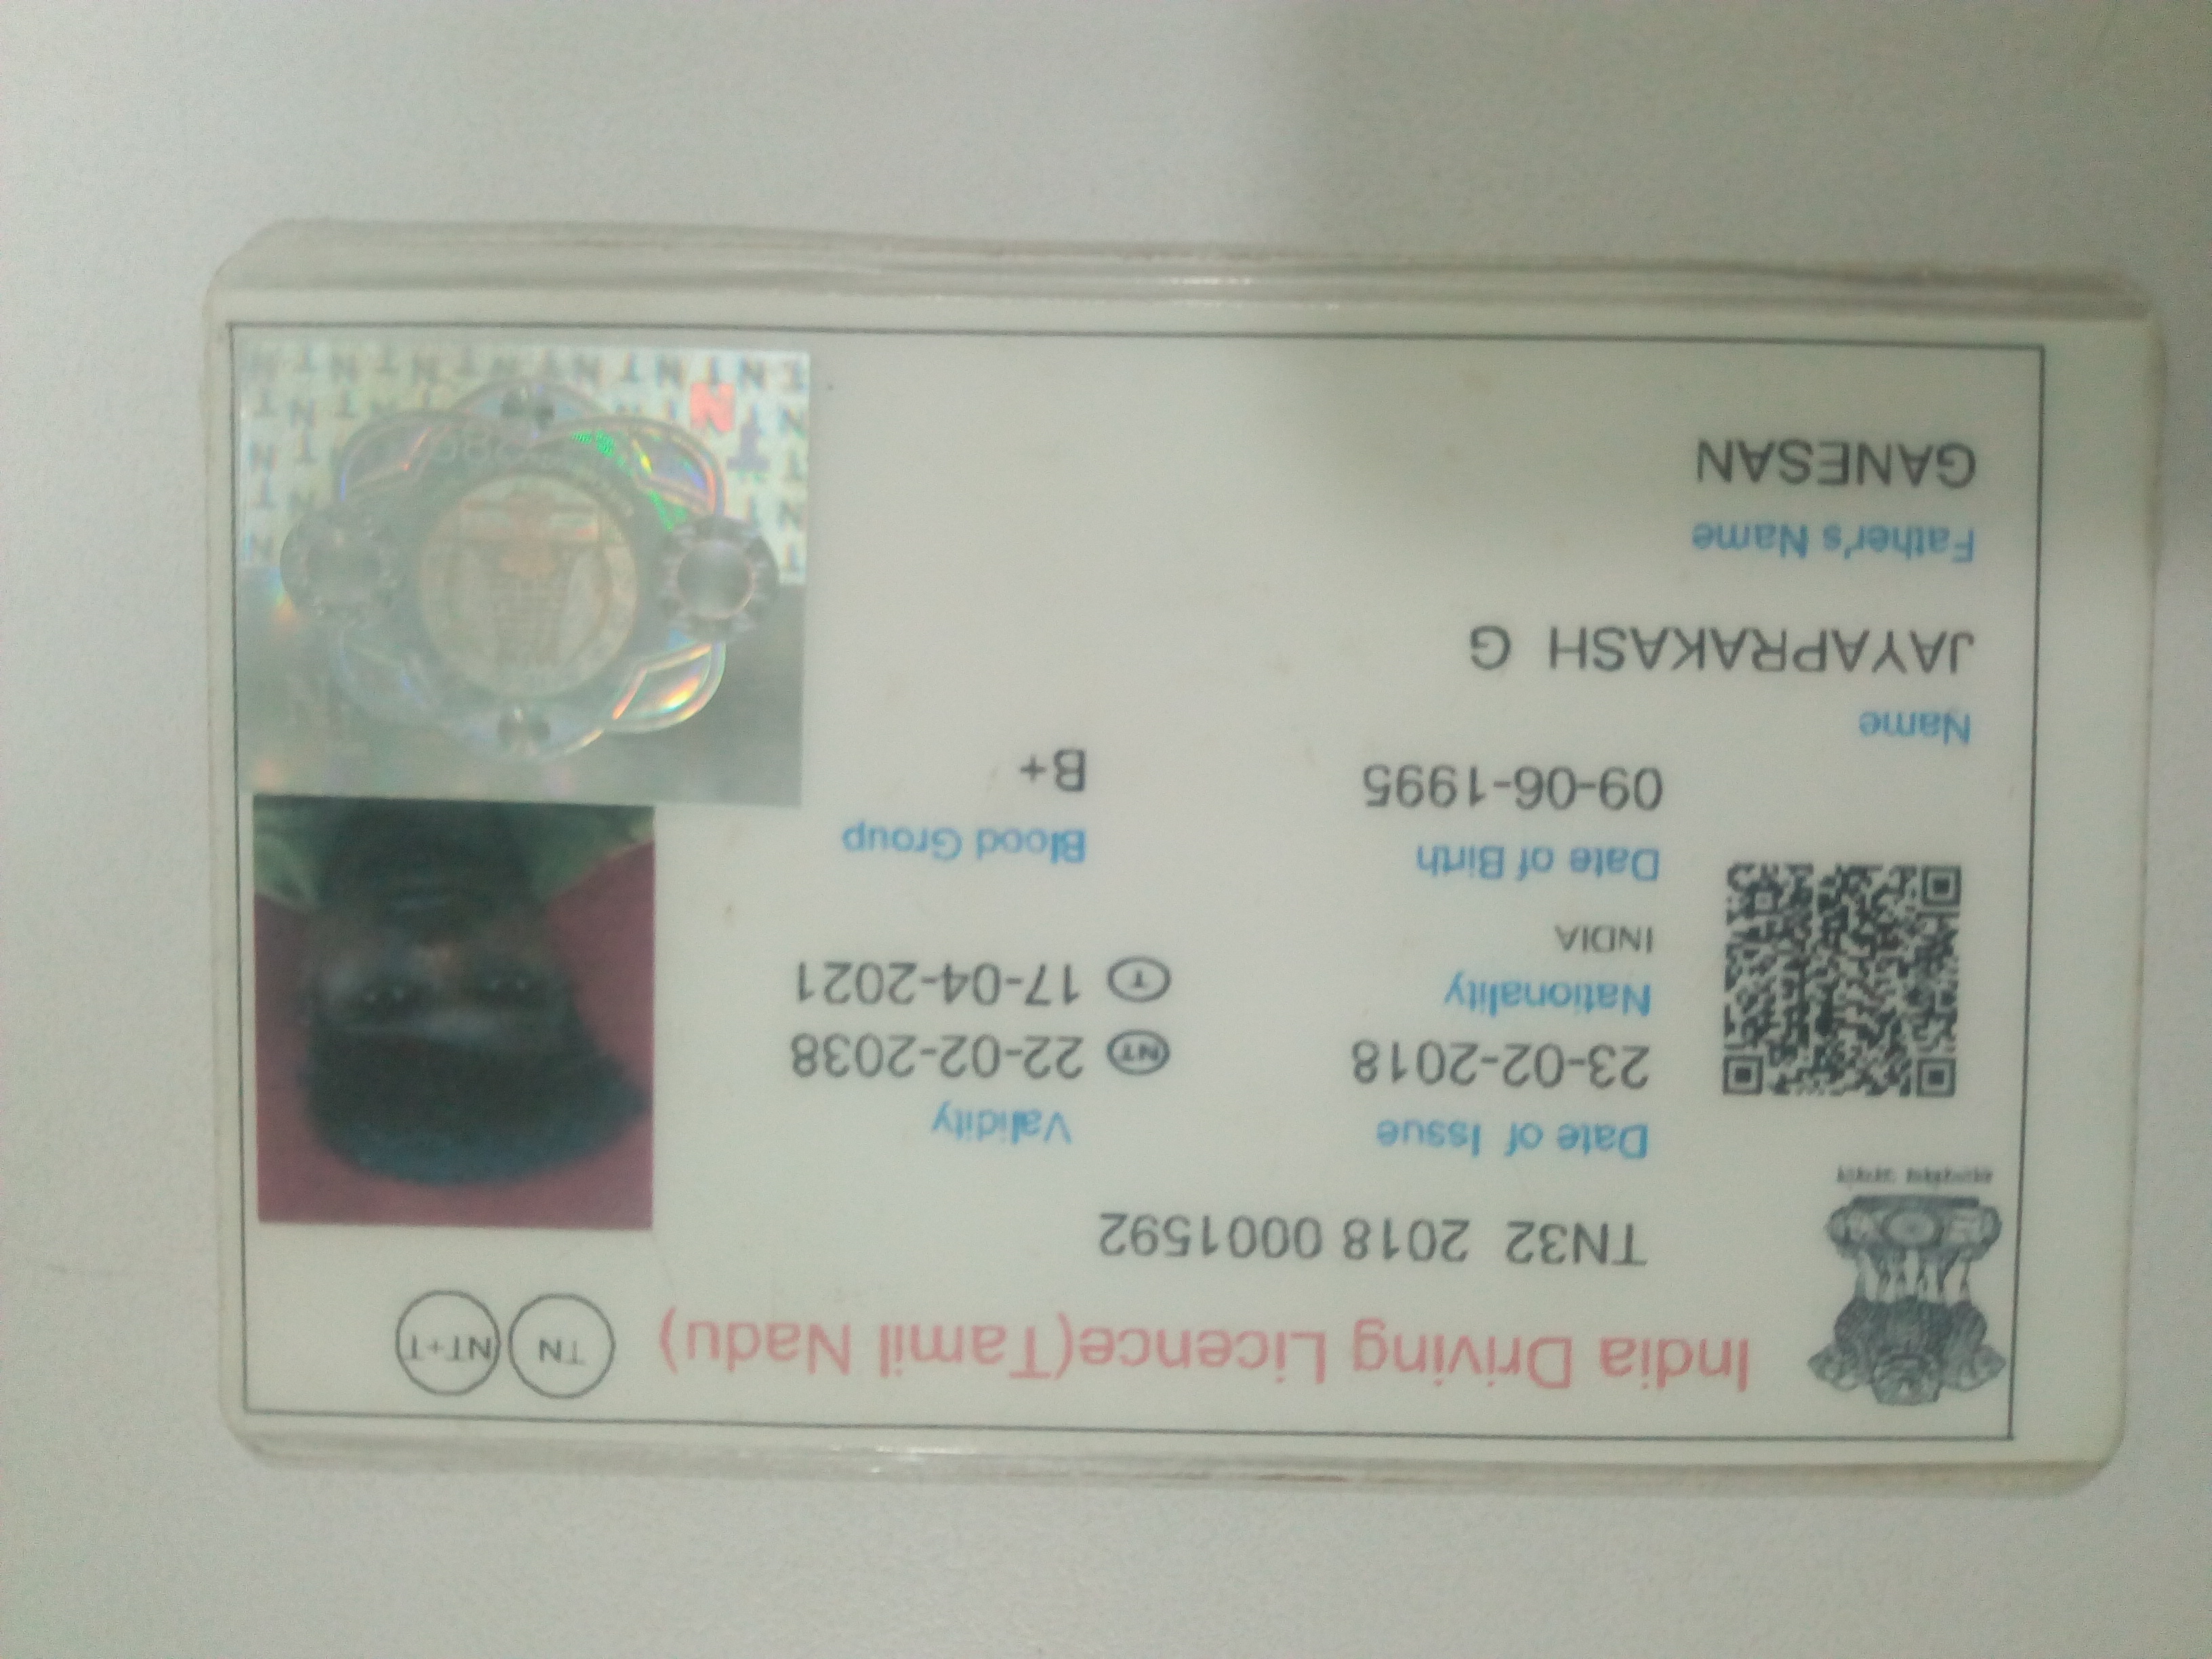 India Driving Licence(Tamil Nadu)
TN
NT+T
TN32 2018 0001592
Date of Issue
Validity
23-02-2018
NT 22-02-2038
Nationality
T 17-04-2021
INDIA
Date of Birth
Blood Group
09-06-1995
B+
Name
JAYAPRAKASH G
Father's Name
GANESAN